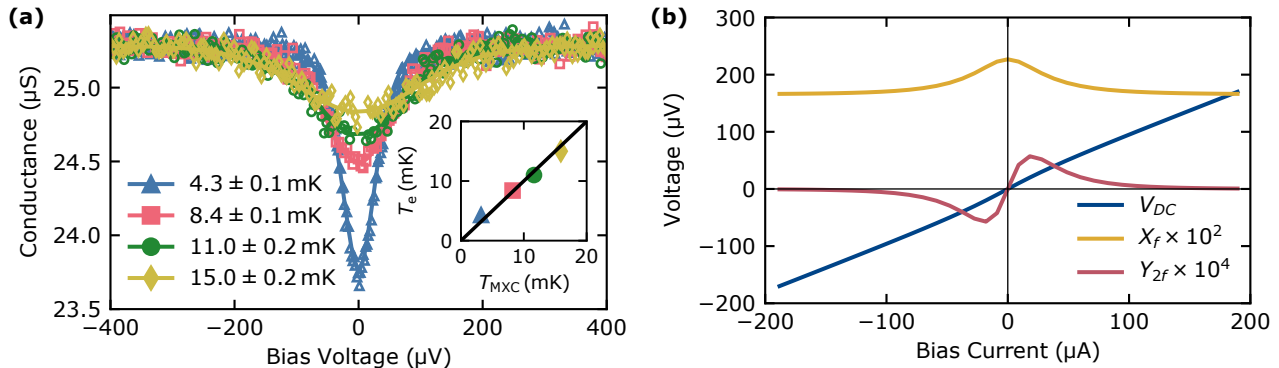 (a)
Conductance (µS)
25.0
24.5
24.0
23.5
−400
−200
0
200
400
Bias Voltage (µV)
4.3 ± 0.1 mK
8.4 ± 0.1 mK
11.0 ± 0.2 mK
15.0 ± 0.2 mK
Te (mK)
20
10
0
0
10
20
TMXC (mK)
(b)
Voltage (µV)
300
200
100
0
−100
−200
−200
−100
0
100
200
Bias Current (µA)
VDC
Xf × 10²
Y2f × 10⁴